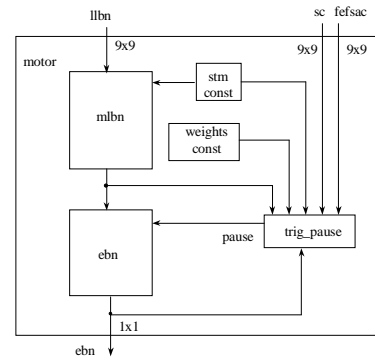 llbn
sc fefsac
9x9
9x9 9x9
motor
stm
const
mlbn
weights
const
ebn
pause
trig_pause
1x1
ebn